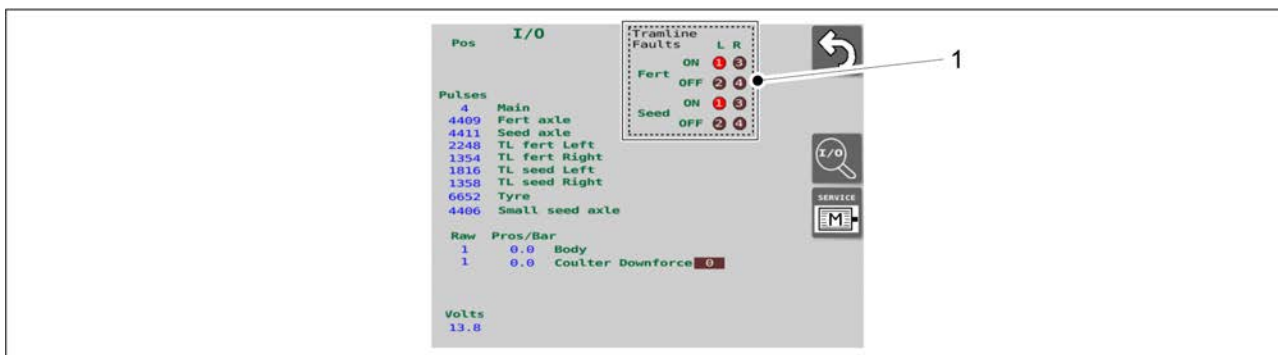 I/O
Pos
Tramline
Faults L R
ON 1 3
Fert
OFF 2 4
ON 1 3
Seed
OFF 2 4
1
Pulses
4 Main
4409 Fert axle
4411 Seed axle
2248 TL fert Left
1354 TL fert Right
1816 TL seed Left
1358 TL seed Right
6652 Tyre
4406 Small seed axle
I/O
SERVICE
M
Raw Pros/Bar
1 0.0 Body
1 0.0 Coulter Downforce 0
Volts
13.8